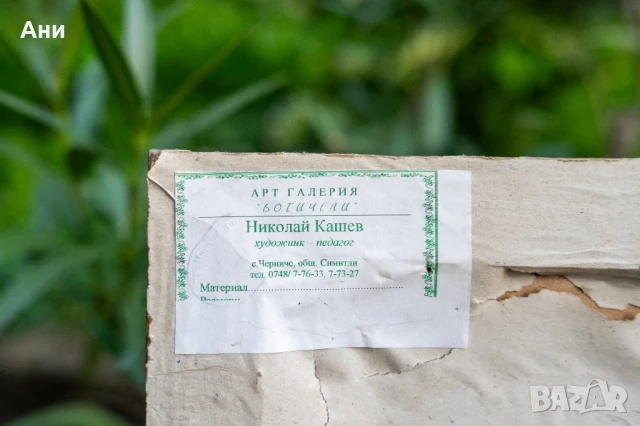 Ани
АРТ ГАЛЕРИЯ
"БОТИЧЕЛИ"
Николай Кашев
художник педагог
с.Черниче, общ. Симитли
тел. 0748/ 7-76-33, 7-73-27
Материал
Размери
BAZAR